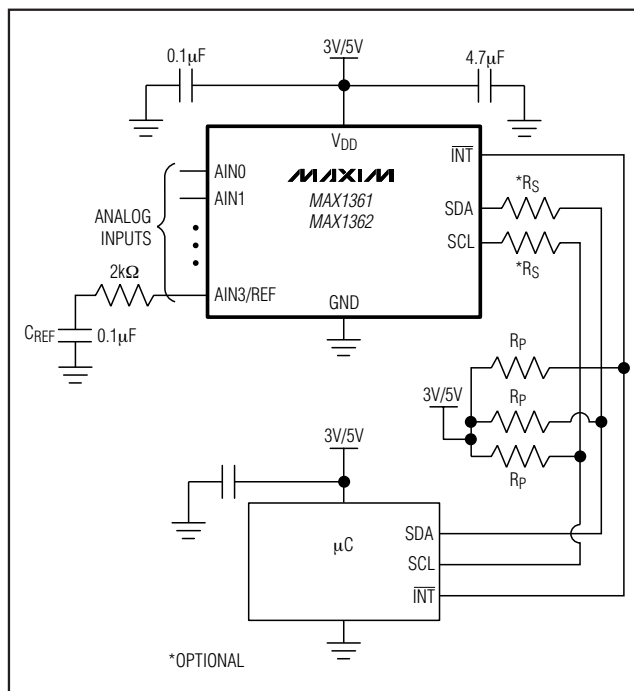 0.1µF
3V/5V
4.7µF
VDD
INT
AIN0
MAXIM
MAX1361
MAX1362
AIN1
SDA
*RS
ANALOG
INPUTS
SCL
*RS
2kΩ
AIN3/REF
GND
CREF
0.1µF
RP
3V/5V
RP
RP
3V/5V
µC
SDA
SCL
INT
*OPTIONAL